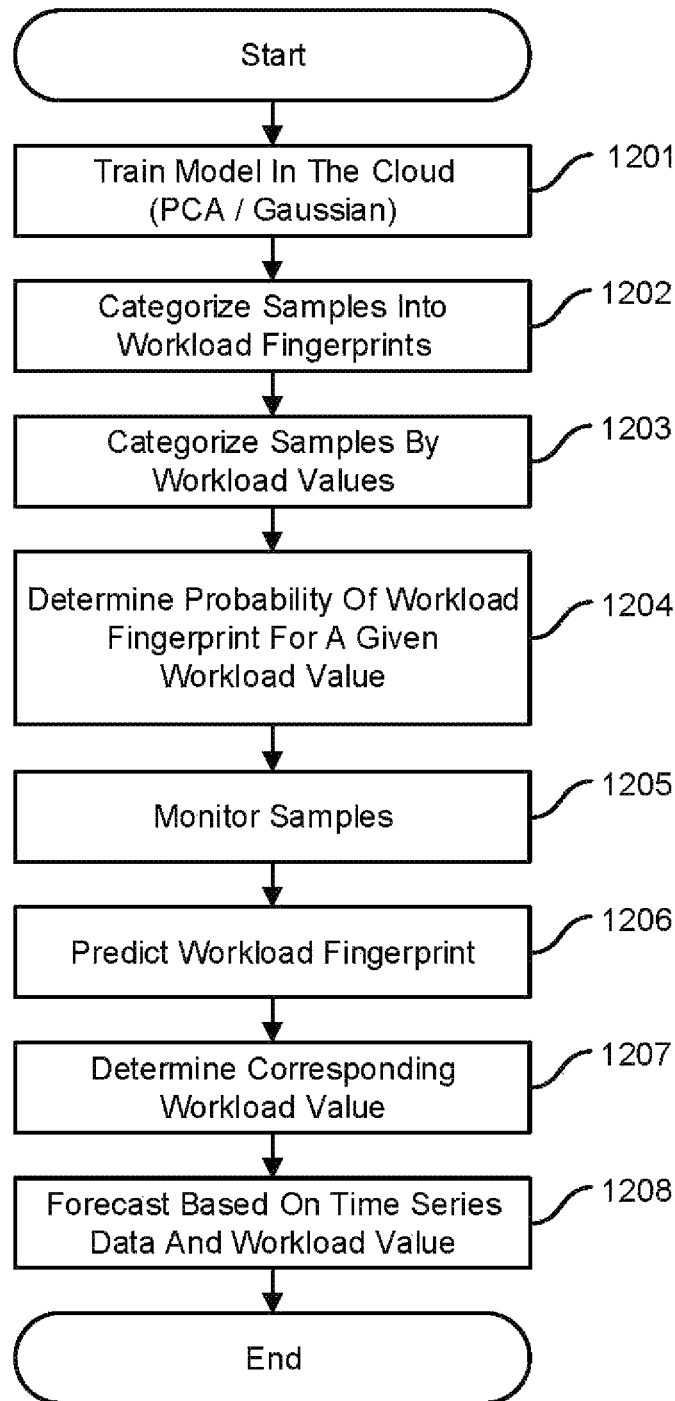 Start
Train Model In The Cloud
(PCA / Gaussian)
1201
Categorize Samples Into
Workload Fingerprints
1202
Categorize Samples By
Workload Values
1203
Determine Probability Of Workload
Fingerprint For A Given
Workload Value
1204
Monitor Samples
1205
Predict Workload Fingerprint
1206
Determine Corresponding
Workload Value
1207
Forecast Based On Time Series
Data And Workload Value
1208
End